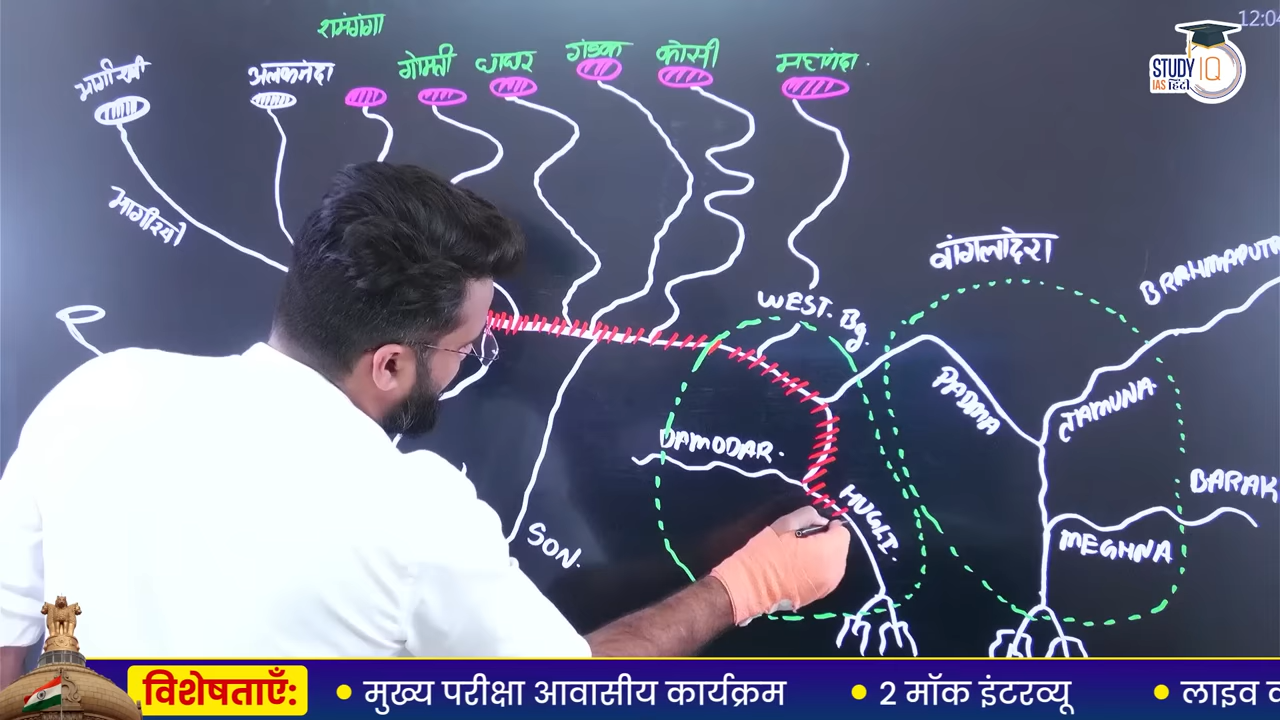 12:04
STUDY IQ
IAS हिंदी
रामगंगा
भागीरथी
अलकनंदा
गोमती
घाघर
गंडक
कोसी
महानंदा
भागीरथी
बांगलादेश
BRAHMAPUTR
WEST. Bg.
PADMA
JAMUNA
DAMODAR.
HUGLI.
BARAK
SON.
MEGHNA
विशेषताएँ:
• मुख्य परीक्षा आवासीय कार्यक्रम
• 2 मॉक इंटरव्यू
• लाइव